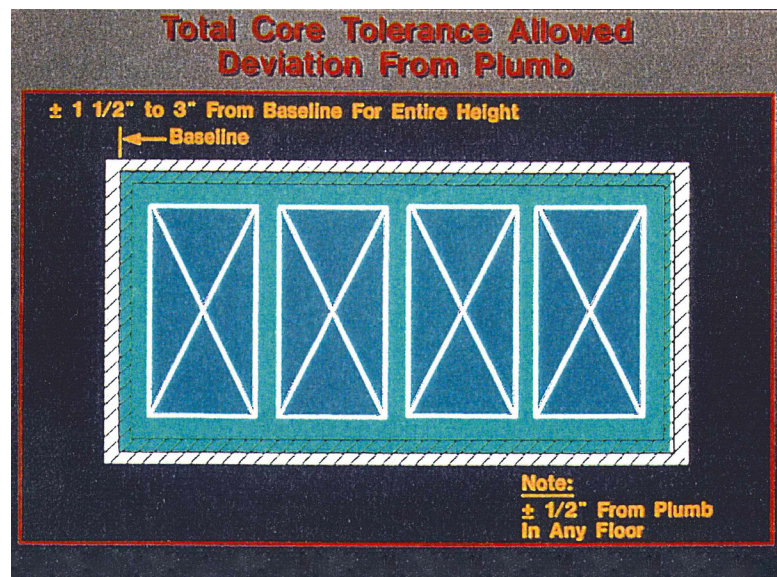 Total Core Tolerance Allowed
Deviation From Plumb
± 1 1/2" to 3" From Baseline For Entire Height
Baseline
Note:
± 1/2" From Plumb
In Any Floor